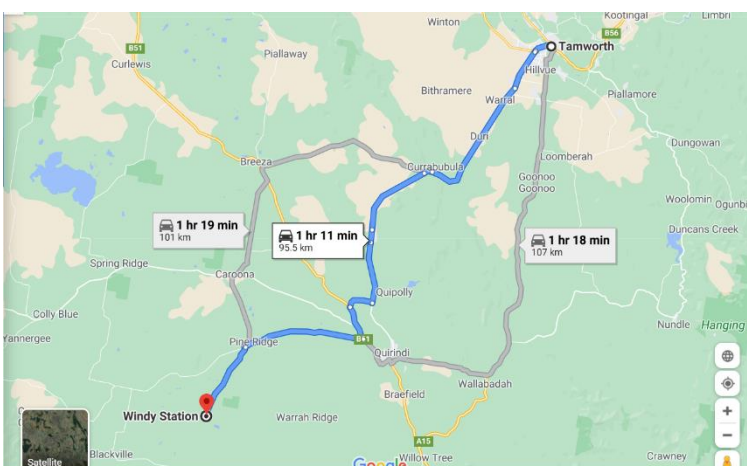 Winton
Kootingal
Limbri
B56
B51
Tamworth
Piallaway
Curlewis
Hillvue
Bithramere
Warral
Piallamore
Duri
Dungowan
Loomberah
Breeza
Currabubula
Goonoo
Goonoo
Woolomin
Ogunbi
1 hr 19 min
101 km
1 hr 11 min
95.5 km
1 hr 18 min
107 km
Duncans Creek
Spring Ridge
Caroona
Quipolly
Colly Blue
Nundle
Hanging
Yannergee
Pine Ridge
Quirindi
Wallabadah
Braefield
Windy Station
Warrah Ridge
A15
Blackville
Willow Tree
Crawney
Satellite
Google